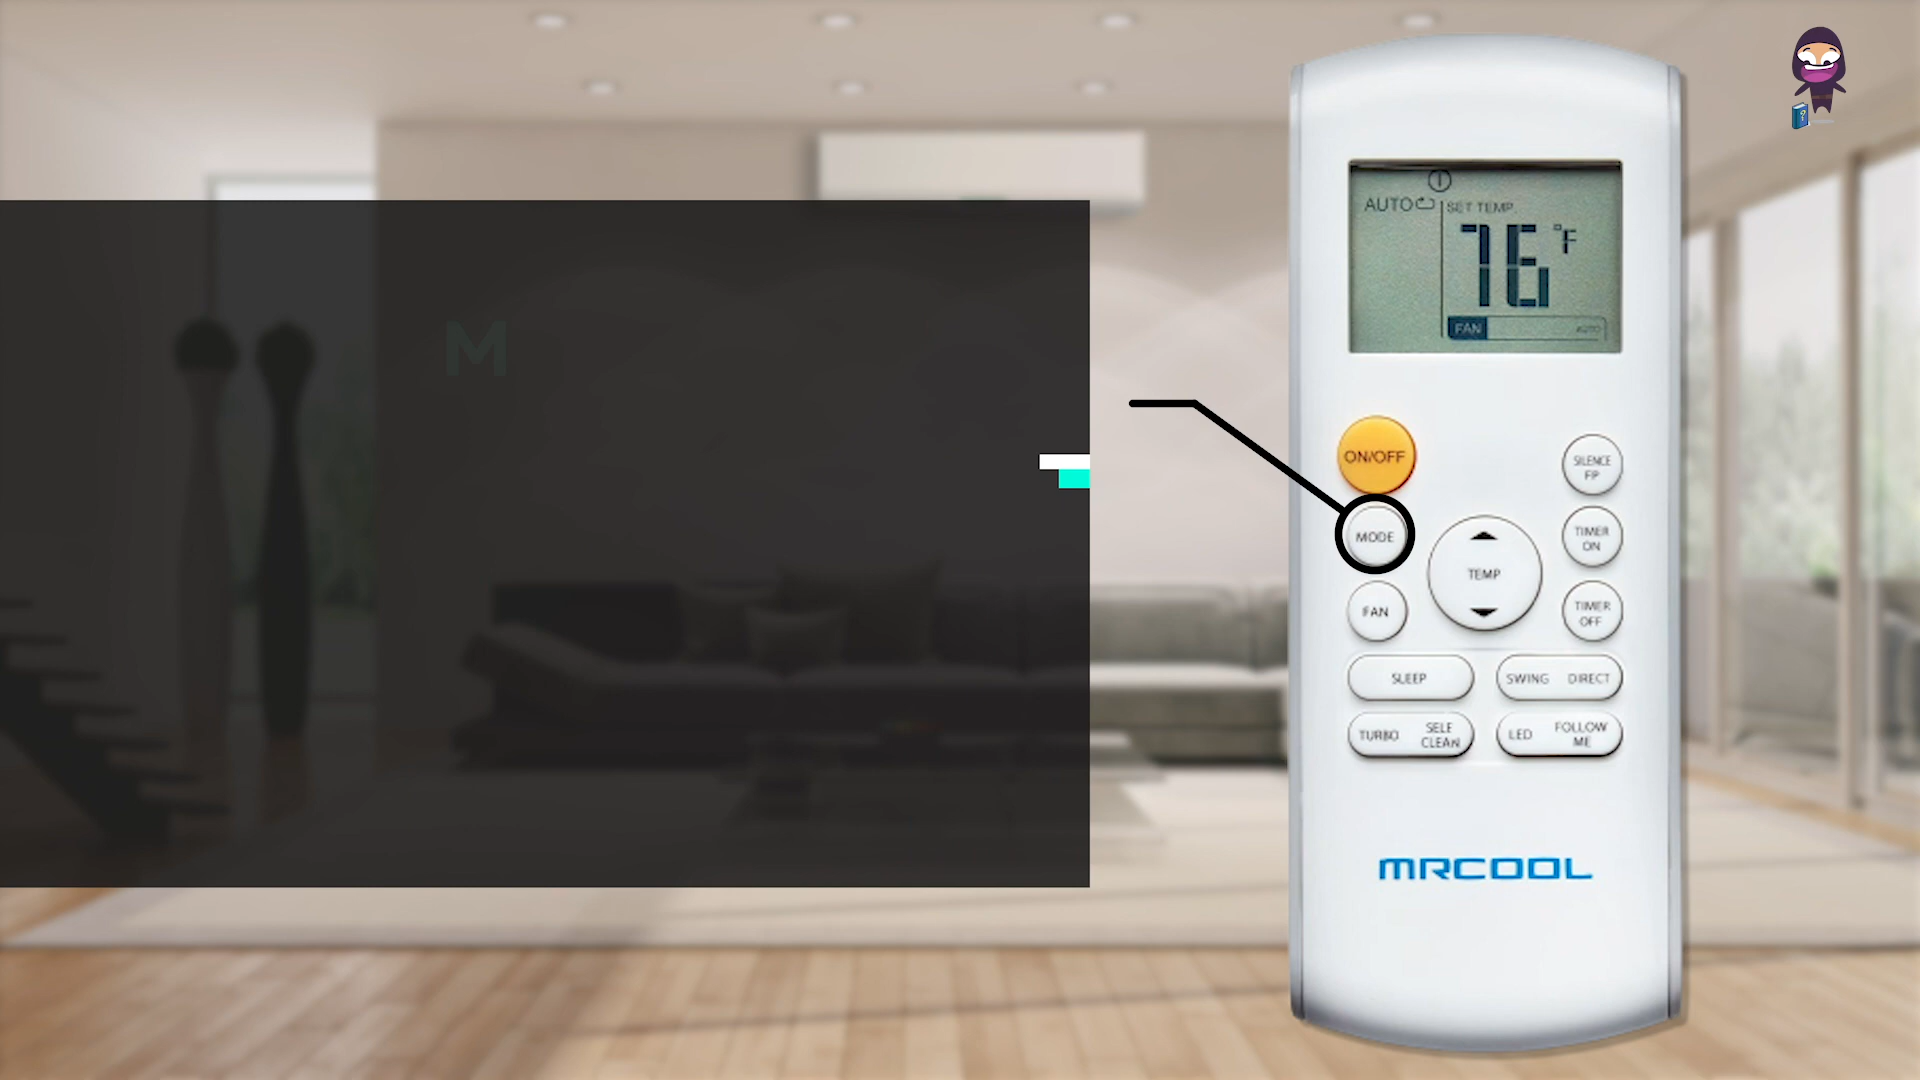 M
AUTO
SET TEMP
76°F
FAN
AUTO
ON/OFF
SILENCE
FP
MODE
TIMER
ON
TEMP
FAN
TIMER
OFF
SLEEP
SWING DIRECT
TURBO SELF
CLEAN
LED FOLLOW
ME
MRCOOL